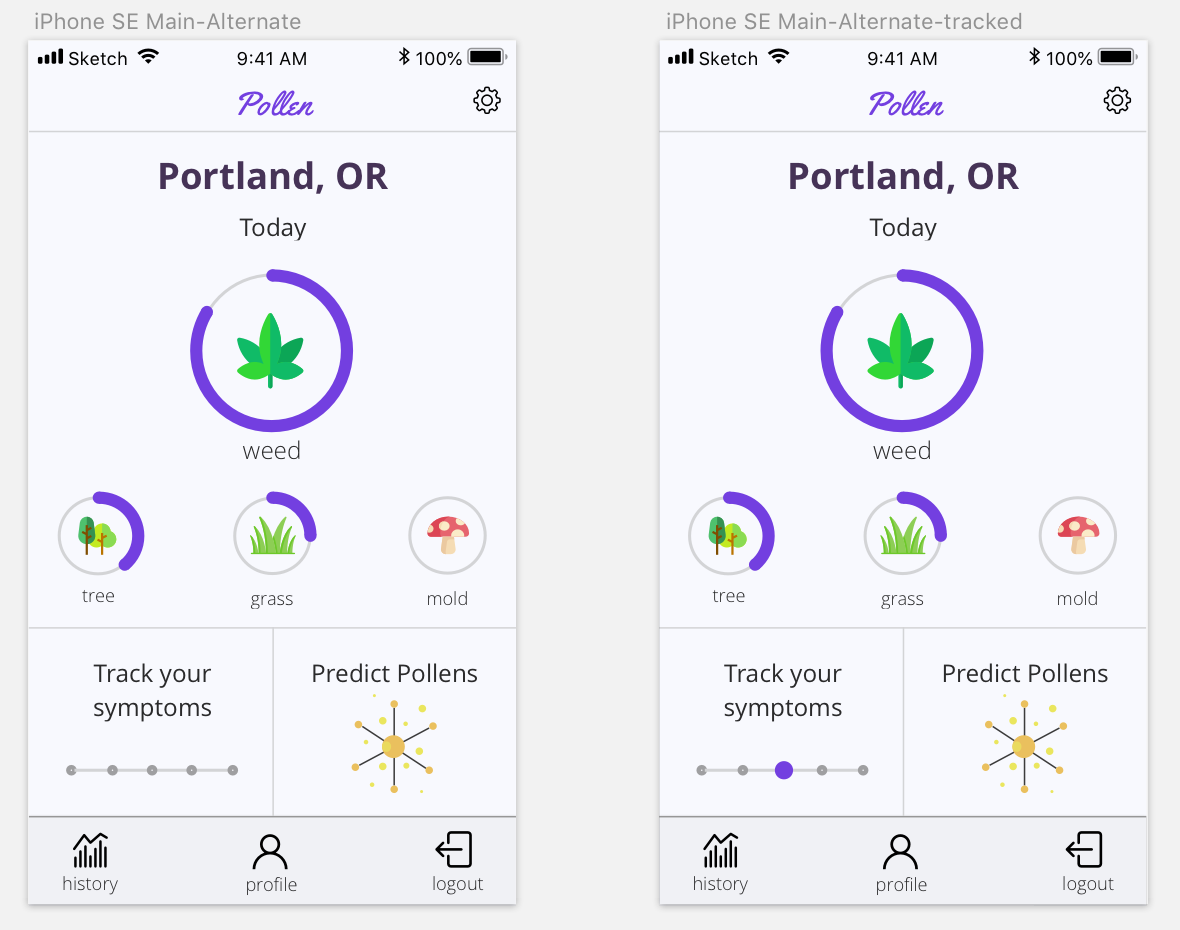 iPhone SE Main-Alternate
Sketch 9:41 AM 100%
Pollen
Portland, OR
Today
weed
tree grass mold
Track your
symptoms
Predict Pollens
history profile logout
iPhone SE Main-Alternate-tracked
Sketch 9:41 AM 100%
Pollen
Portland, OR
Today
weed
tree grass mold
Track your
symptoms
Predict Pollens
history profile logout